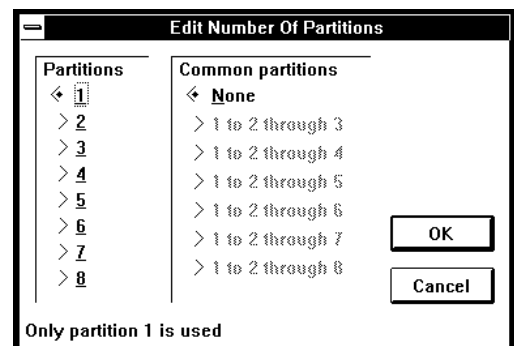 Edit Number Of Partitions
Partitions
1
2
3
4
5
6
7
8
Common partitions
None
1 to 2 through 3
1 to 2 through 4
1 to 2 through 5
1 to 2 through 6
1 to 2 through 7
1 to 2 through 8
OK
Cancel
Only partition 1 is used